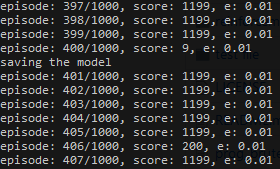 episode: 397/1000, score: 1199, e: 0.01
episode: 398/1000, score: 1199, e: 0.01
episode: 399/1000, score: 1199, e: 0.01
episode: 400/1000, score: 9, e: 0.01
saving the model
episode: 401/1000, score: 1199, e: 0.01
episode: 402/1000, score: 1199, e: 0.01
episode: 403/1000, score: 1199, e: 0.01
episode: 404/1000, score: 1199, e: 0.01
episode: 405/1000, score: 1199, e: 0.01
episode: 406/1000, score: 200, e: 0.01
episode: 407/1000, score: 1199, e: 0.01